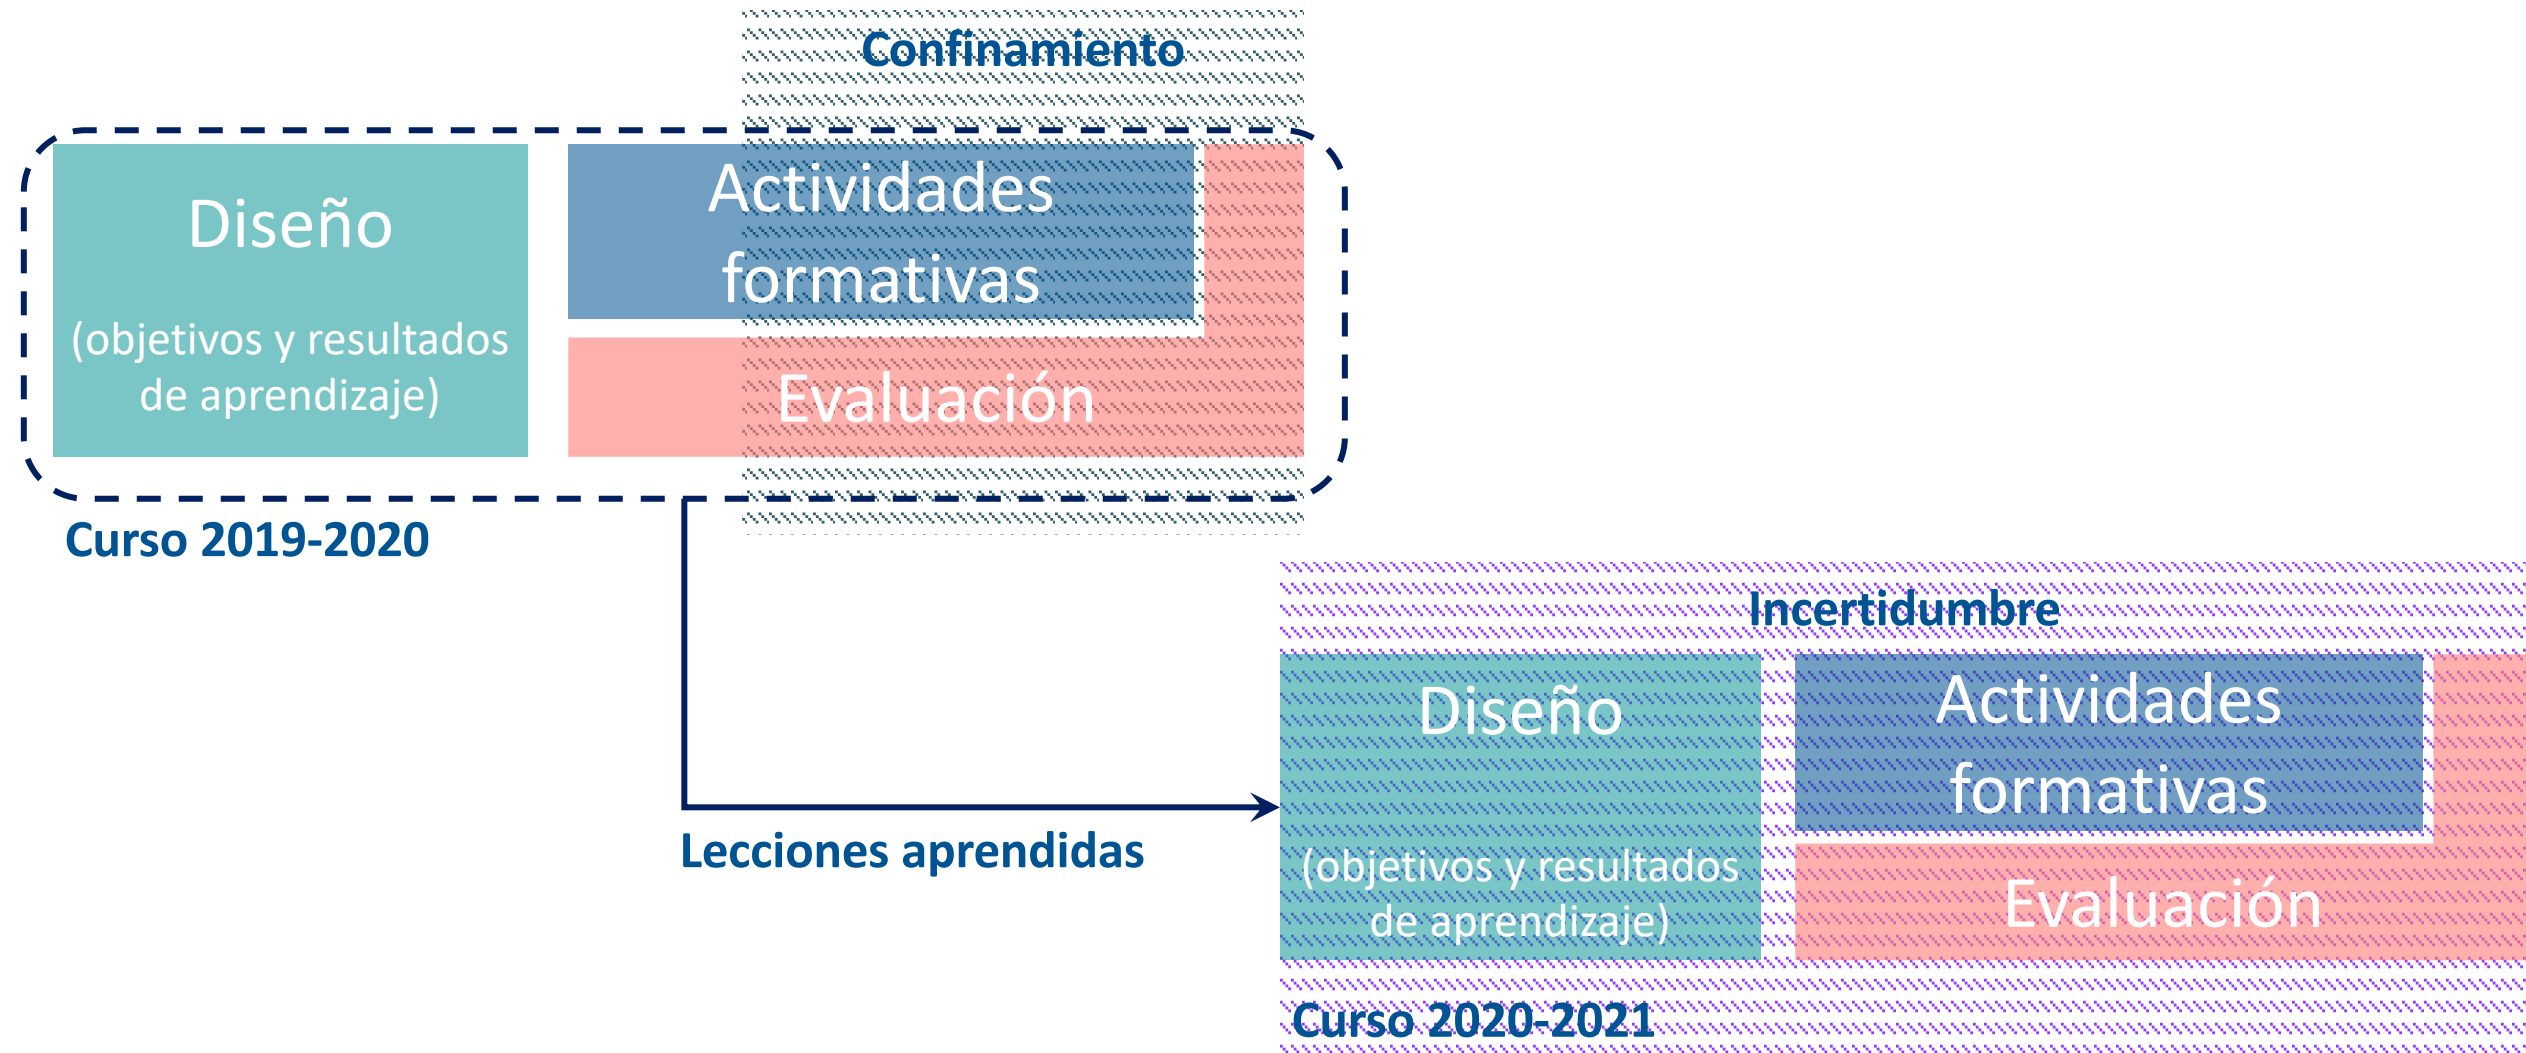 Confinamiento
Diseño
(objetivos y resultados
de aprendizaje)
Actividades
formativas
Evaluación
Curso 2019-2020
Lecciones aprendidas
Incertidumbre
Diseño
(objetivos y resultados
de aprendizaje)
Actividades
formativas
Evaluación
Curso 2020-2021